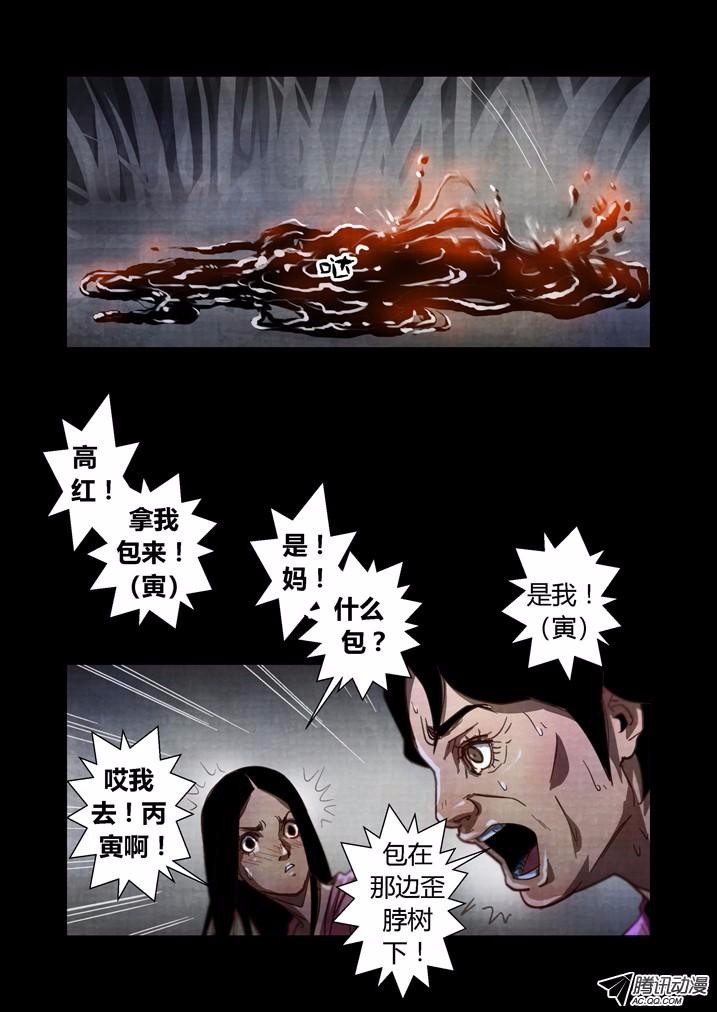 高
红！
拿我
包来！
（寅）
是！
妈！
什么
包？
是我！
（寅）
哎我
去！丙
寅啊！
包在
那边歪
脖树
下！
腾讯动漫
AC.QQ.COM